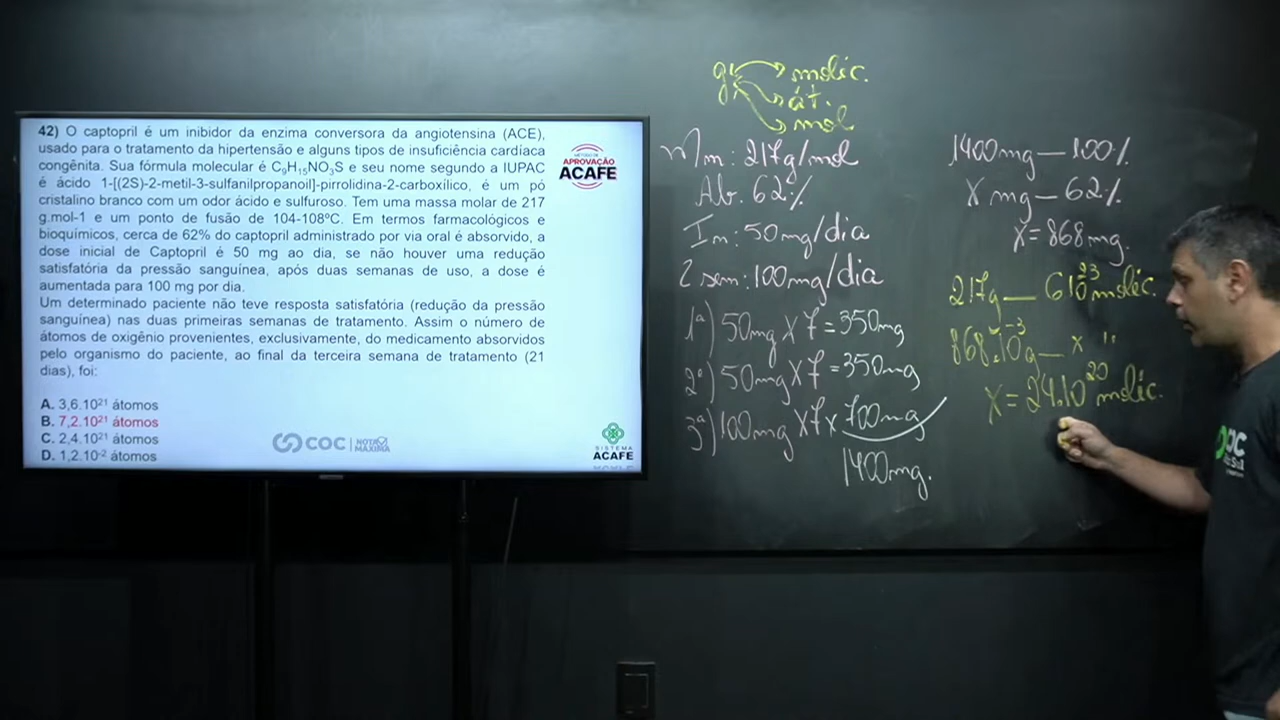 42) O captopril é um inibidor da enzima conversora da angiotensina (ACE),
usado para o tratamento da hipertensão e alguns tipos de insuficiência cardíaca
congênita. Sua fórmula molecular é C₉H₁₅NO₃S e seu nome segundo a IUPAC
é ácido 1-[(2S)-2-metil-3-sulfanilpropanoil]-pirrolidina-2-carboxílico, é um pó
cristalino branco com um odor ácido e sulfuroso. Tem uma massa molar de 217
g.mol-1 e um ponto de fusão de 104-108ºC. Em termos farmacológicos e
bioquímicos, cerca de 62% do captopril administrado por via oral é absorvido, a
dose inicial de Captopril é 50 mg ao dia, se não houver uma redução
satisfatória da pressão sanguínea, após duas semanas de uso, a dose é
aumentada para 100 mg por dia.
Um determinado paciente não teve resposta satisfatória (redução da pressão
sanguínea) nas duas primeiras semanas de tratamento. Assim o número de
átomos de oxigênio provenientes, exclusivamente, do medicamento absorvidos
pelo organismo do paciente, ao final da terceira semana de tratamento (21
dias), foi:
A. 3,6.10²¹ átomos
B. 7,2.10²¹ átomos
C. 2,4.10²¹ átomos
D. 1,2.10⁻² átomos
APROVAÇÃO
ACAFE
COC NOTA MÁXIMA
SISTEMA
ACAFE
g molic.
át.
mol
Mm: 217g/mol
Ab. 62%
In: 50mg/dia
2 sem: 100mg/dia
1ª) 50mg x 7 = 350mg
2ª) 50mg x 7 = 350mg
3ª) 100mg x 7 x 700mg
1400mg.
1400mg — 100%
x mg — 62%
x = 868 mg.
217g — 6 10²³ molic.
868.10⁻³g — x "
x = 24.10²⁰ molic.
COC